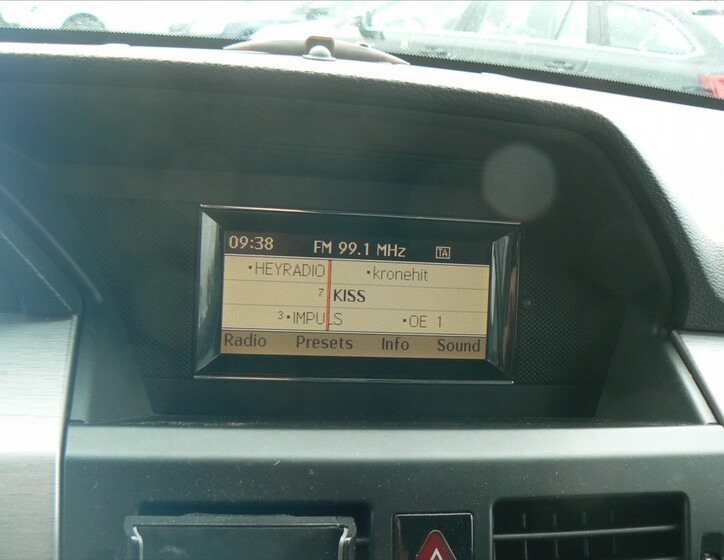 09:38 FM 99.1 MHz TA
•HEYRADIO •kronehit
7 KISS
3•IMPULS •OE 1
Radio Presets Info Sound